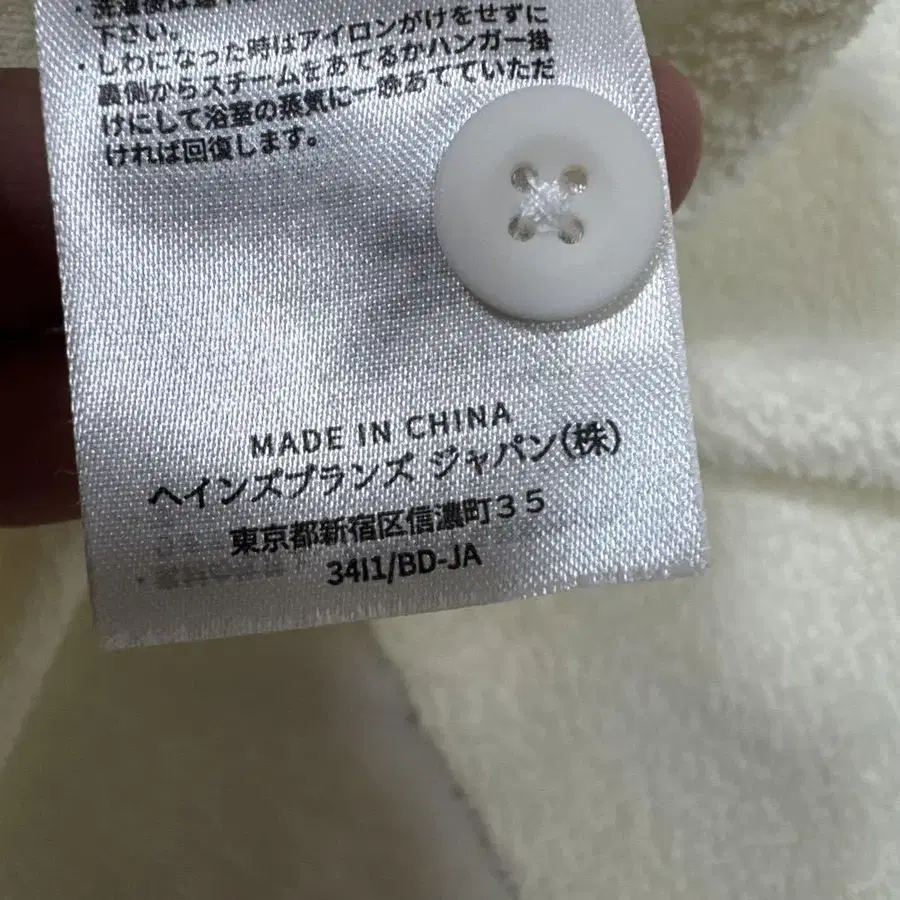 下さい。
・しわになった時はアイロンがけをせずに
裏側からスチームをあてるかハンガー掛
けにして浴室の蒸気に一晩あてていただ
ければ回復します。
MADE IN CHINA
ヘインズブランズ ジャパン(株)
東京都新宿区信濃町35
34I1/BD-JA